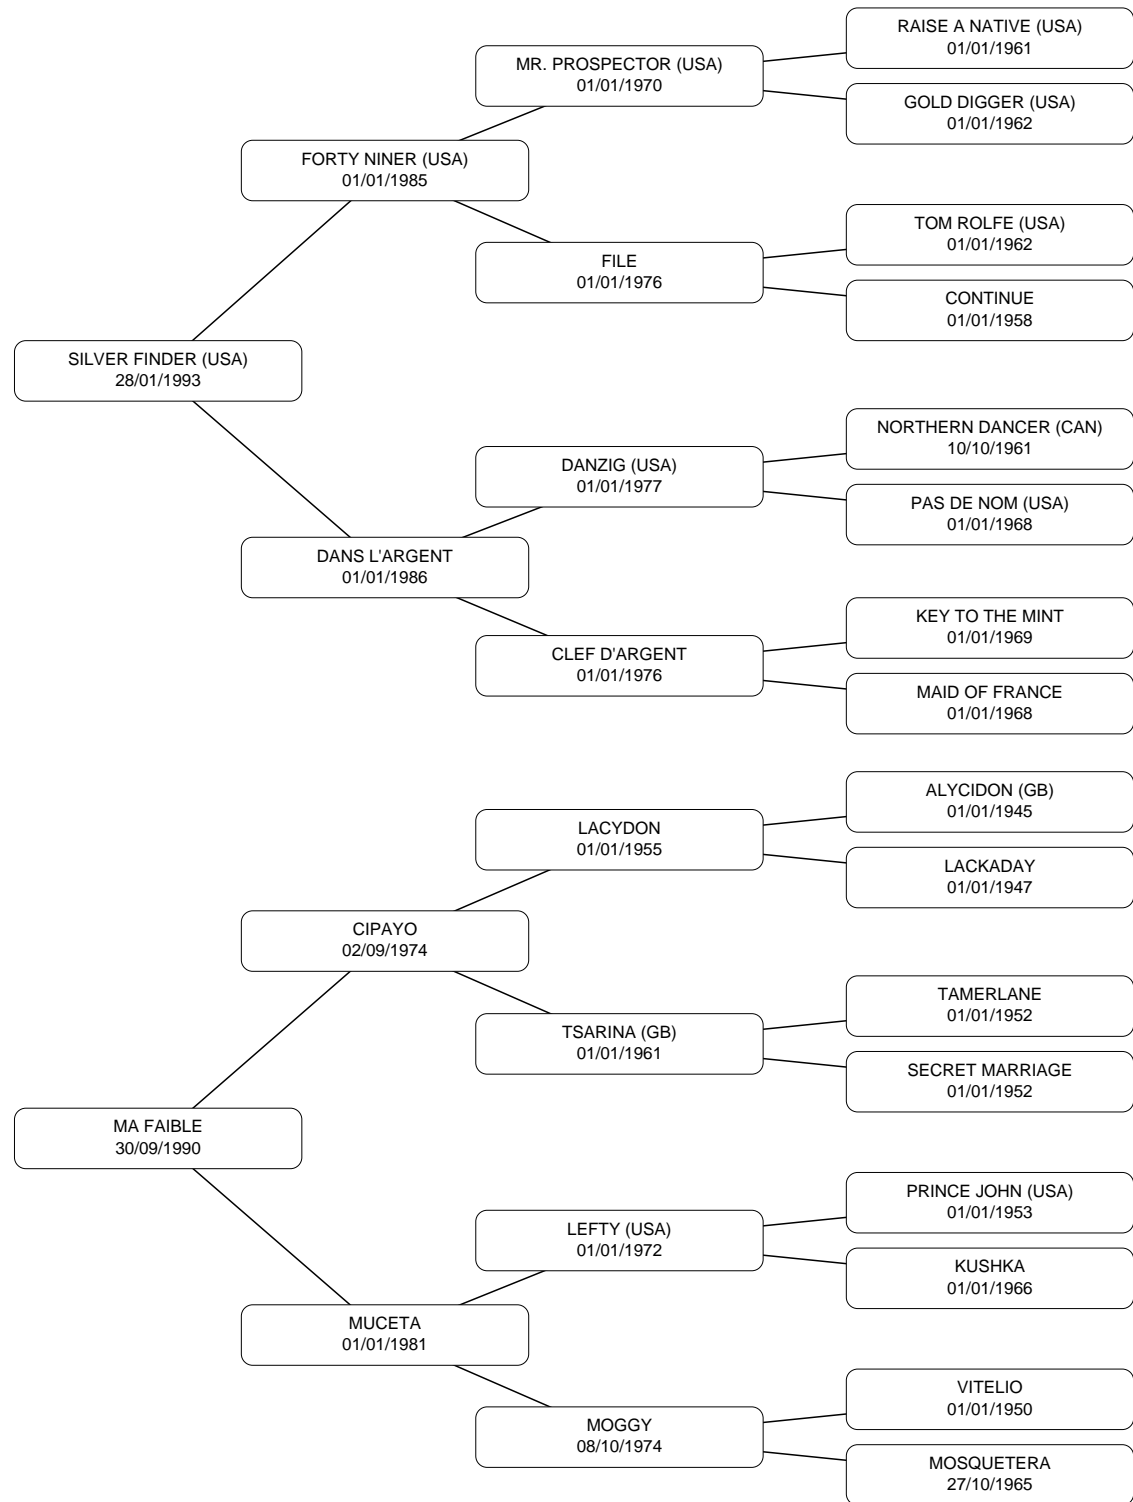 RAISE A NATIVE (USA)
01/01/1961
MR. PROSPECTOR (USA)
01/01/1970
GOLD DIGGER (USA)
01/01/1962
FORTY NINER (USA)
01/01/1985
TOM ROLFE (USA)
01/01/1962
FILE
01/01/1976
CONTINUE
01/01/1958
SILVER FINDER (USA)
28/01/1993
NORTHERN DANCER (CAN)
10/10/1961
DANZIG (USA)
01/01/1977
PAS DE NOM (USA)
01/01/1968
DANS L'ARGENT
01/01/1986
KEY TO THE MINT
01/01/1969
CLEF D'ARGENT
01/01/1976
MAID OF FRANCE
01/01/1968
ALYCIDON (GB)
01/01/1945
LACYDON
01/01/1955
LACKADAY
01/01/1947
CIPAYO
02/09/1974
TAMERLANE
01/01/1952
TSARINA (GB)
01/01/1961
SECRET MARRIAGE
01/01/1952
MA FAIBLE
30/09/1990
PRINCE JOHN (USA)
01/01/1953
LEFTY (USA)
01/01/1972
KUSHKA
01/01/1966
MUCETA
01/01/1981
VITELIO
01/01/1950
MOGGY
08/10/1974
MOSQUETERA
27/10/1965